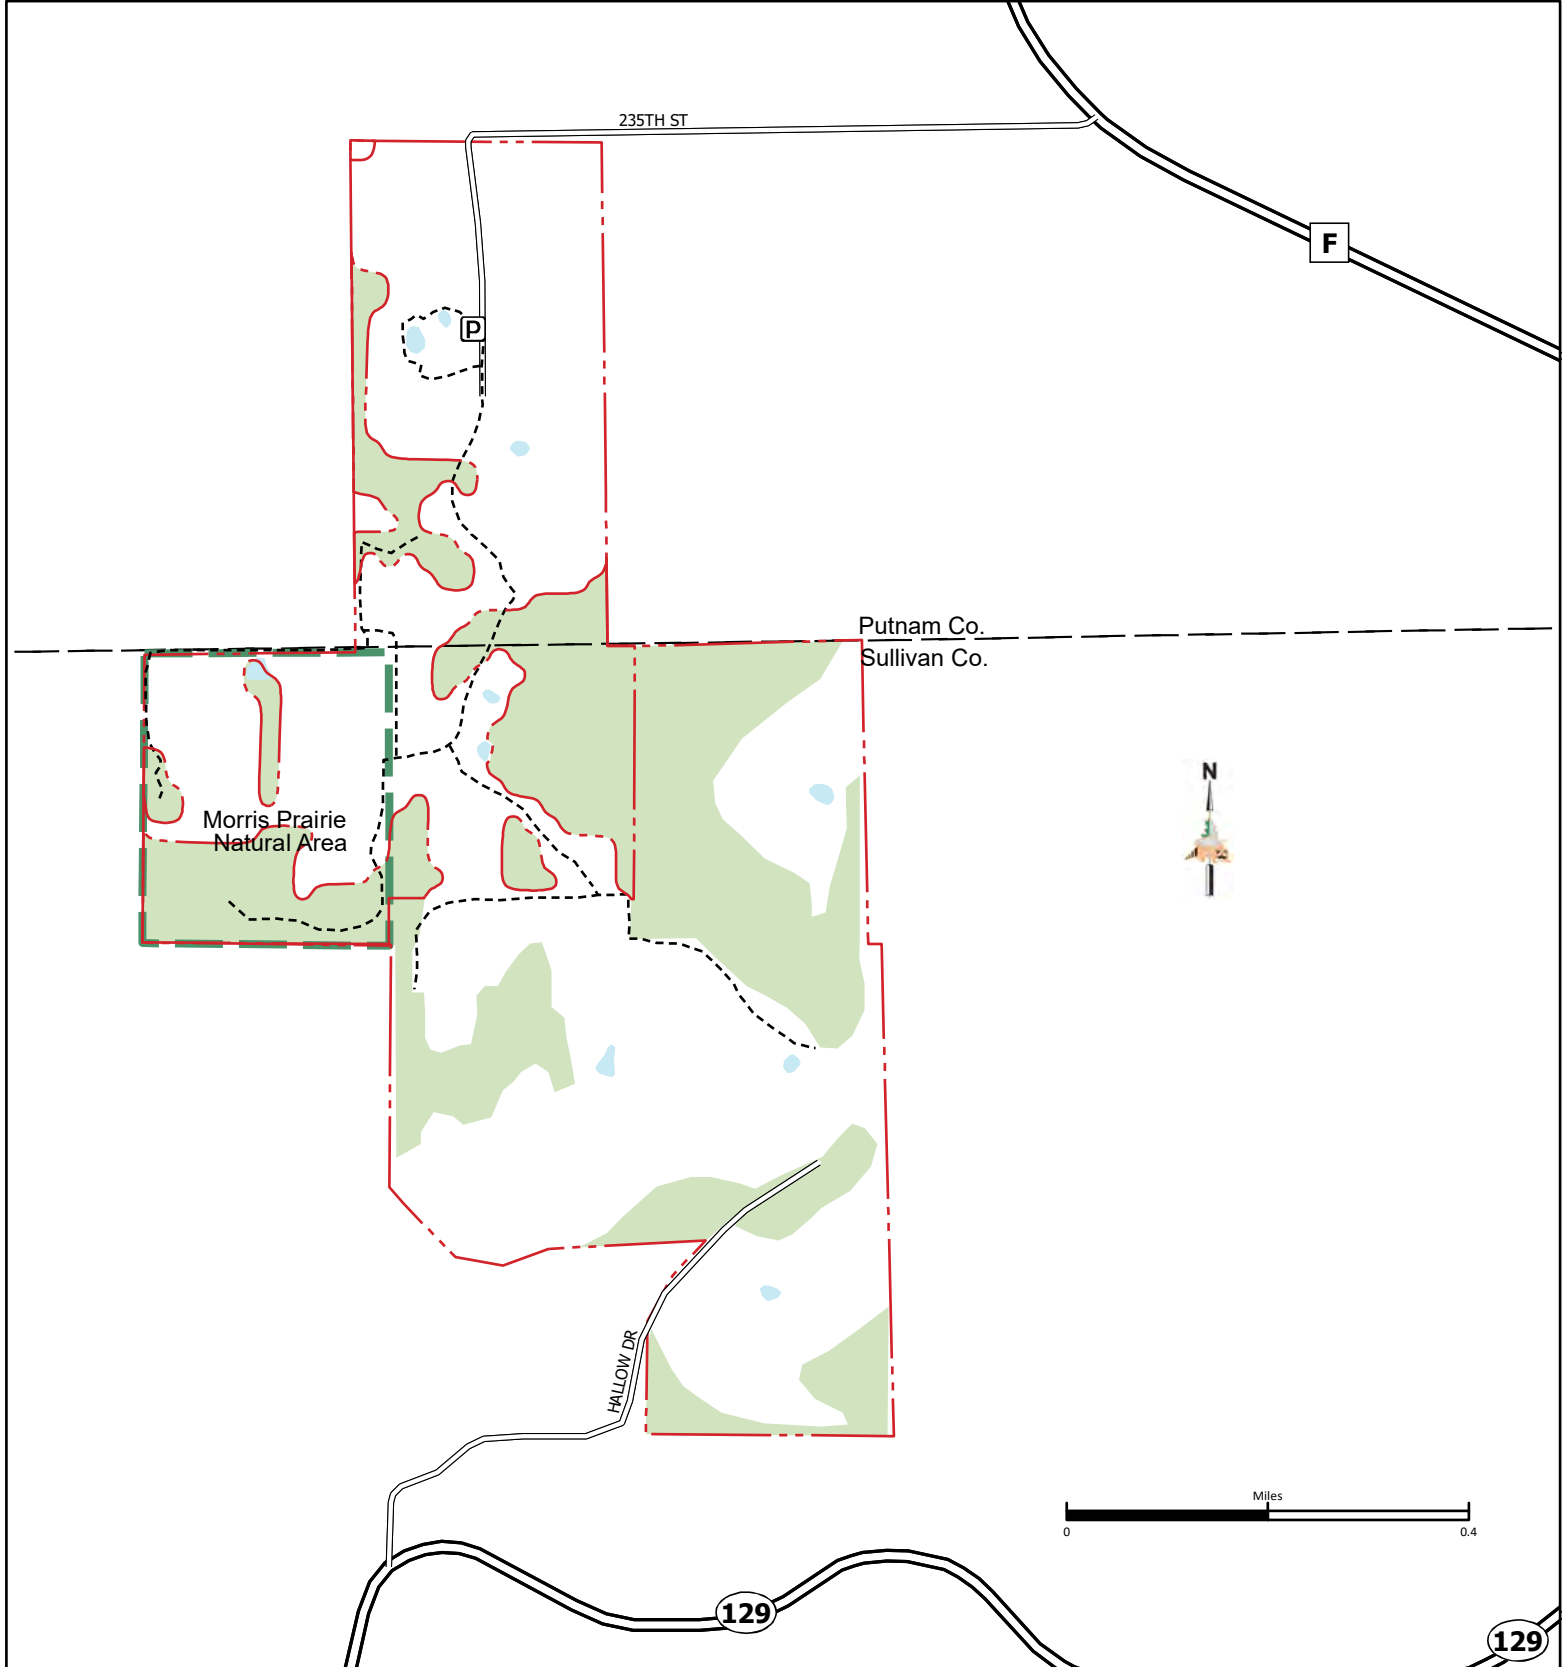 235TH ST
F
P
Putnam Co.
Sullivan Co.
N
Morris Prairie
Natural Area
HALLOW DR
Miles
0
0.4
129
129